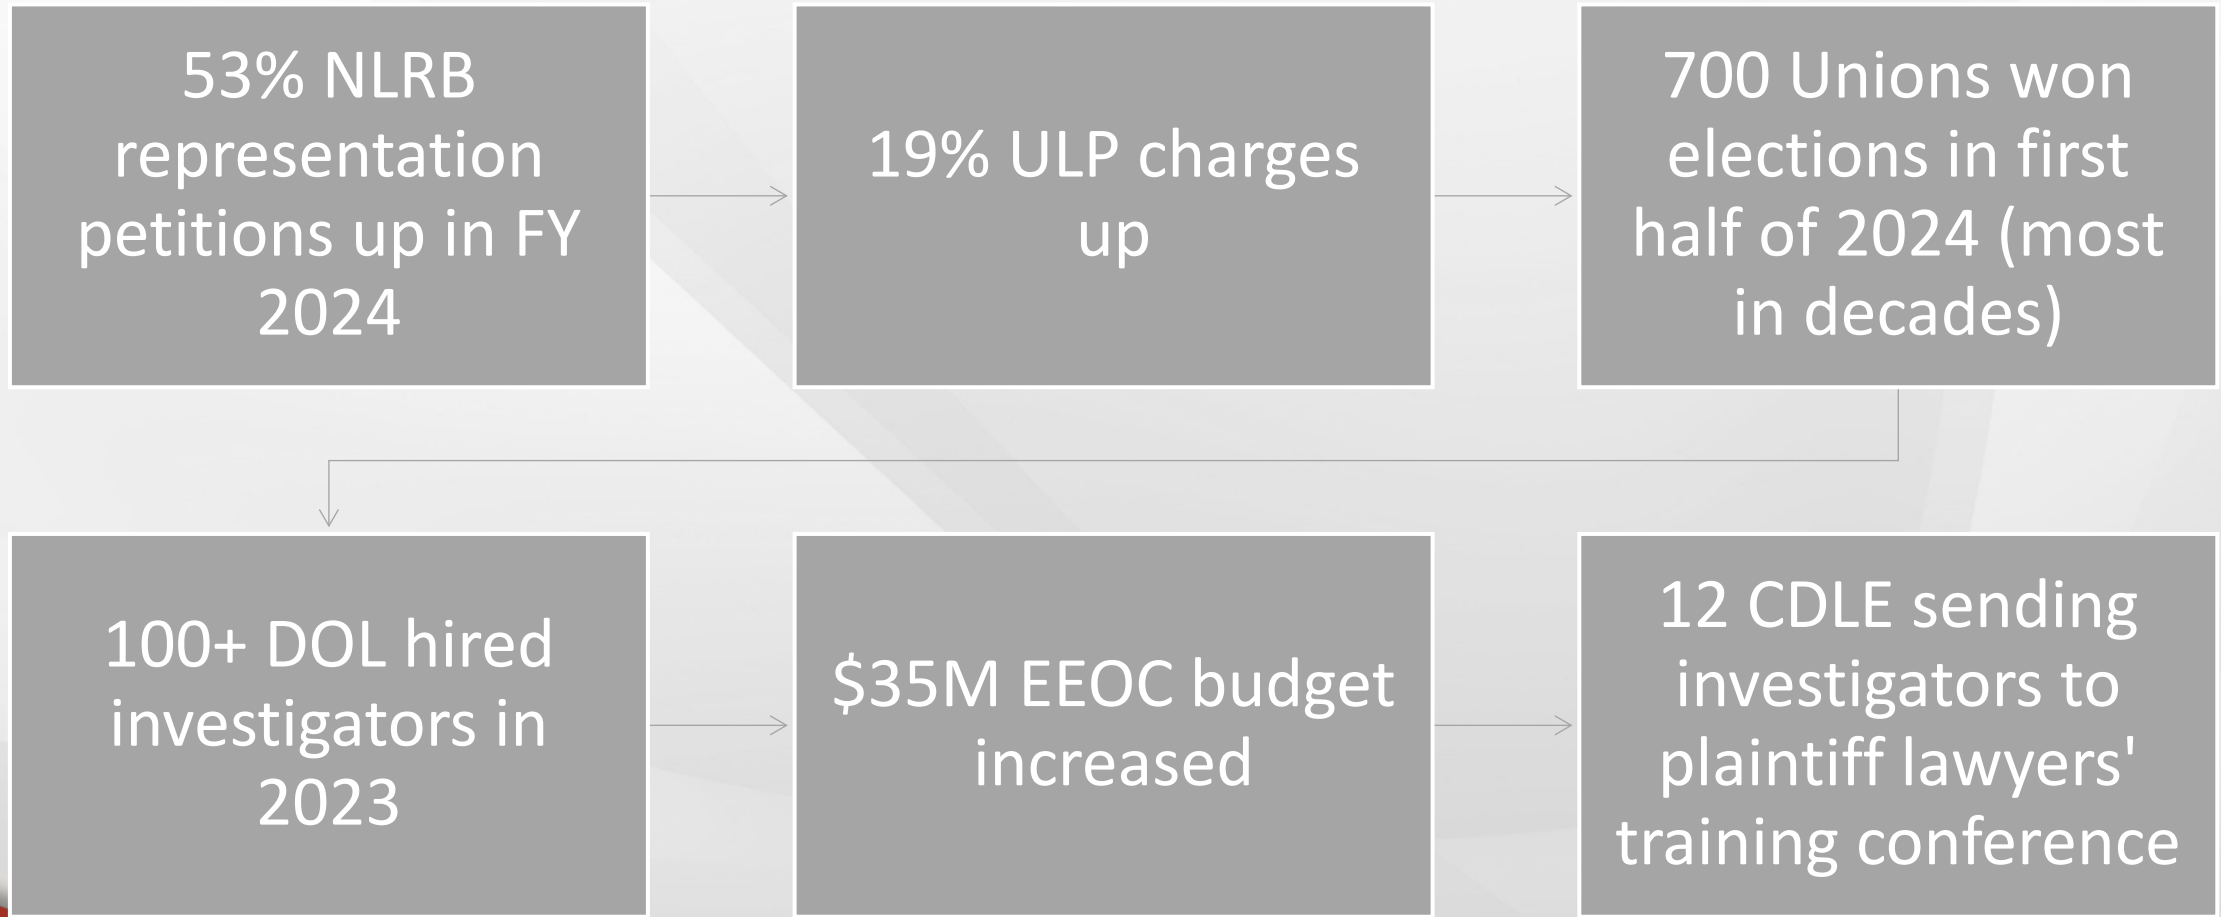 53% NLRB
representation
petitions up in FY
2024
19% ULP charges
up
700 Unions won
elections in first
half of 2024 (most
in decades)
100+ DOL hired
investigators in
2023
$35M EEOC budget
increased
12 CDLE sending
investigators to
plaintiff lawyers'
training conference